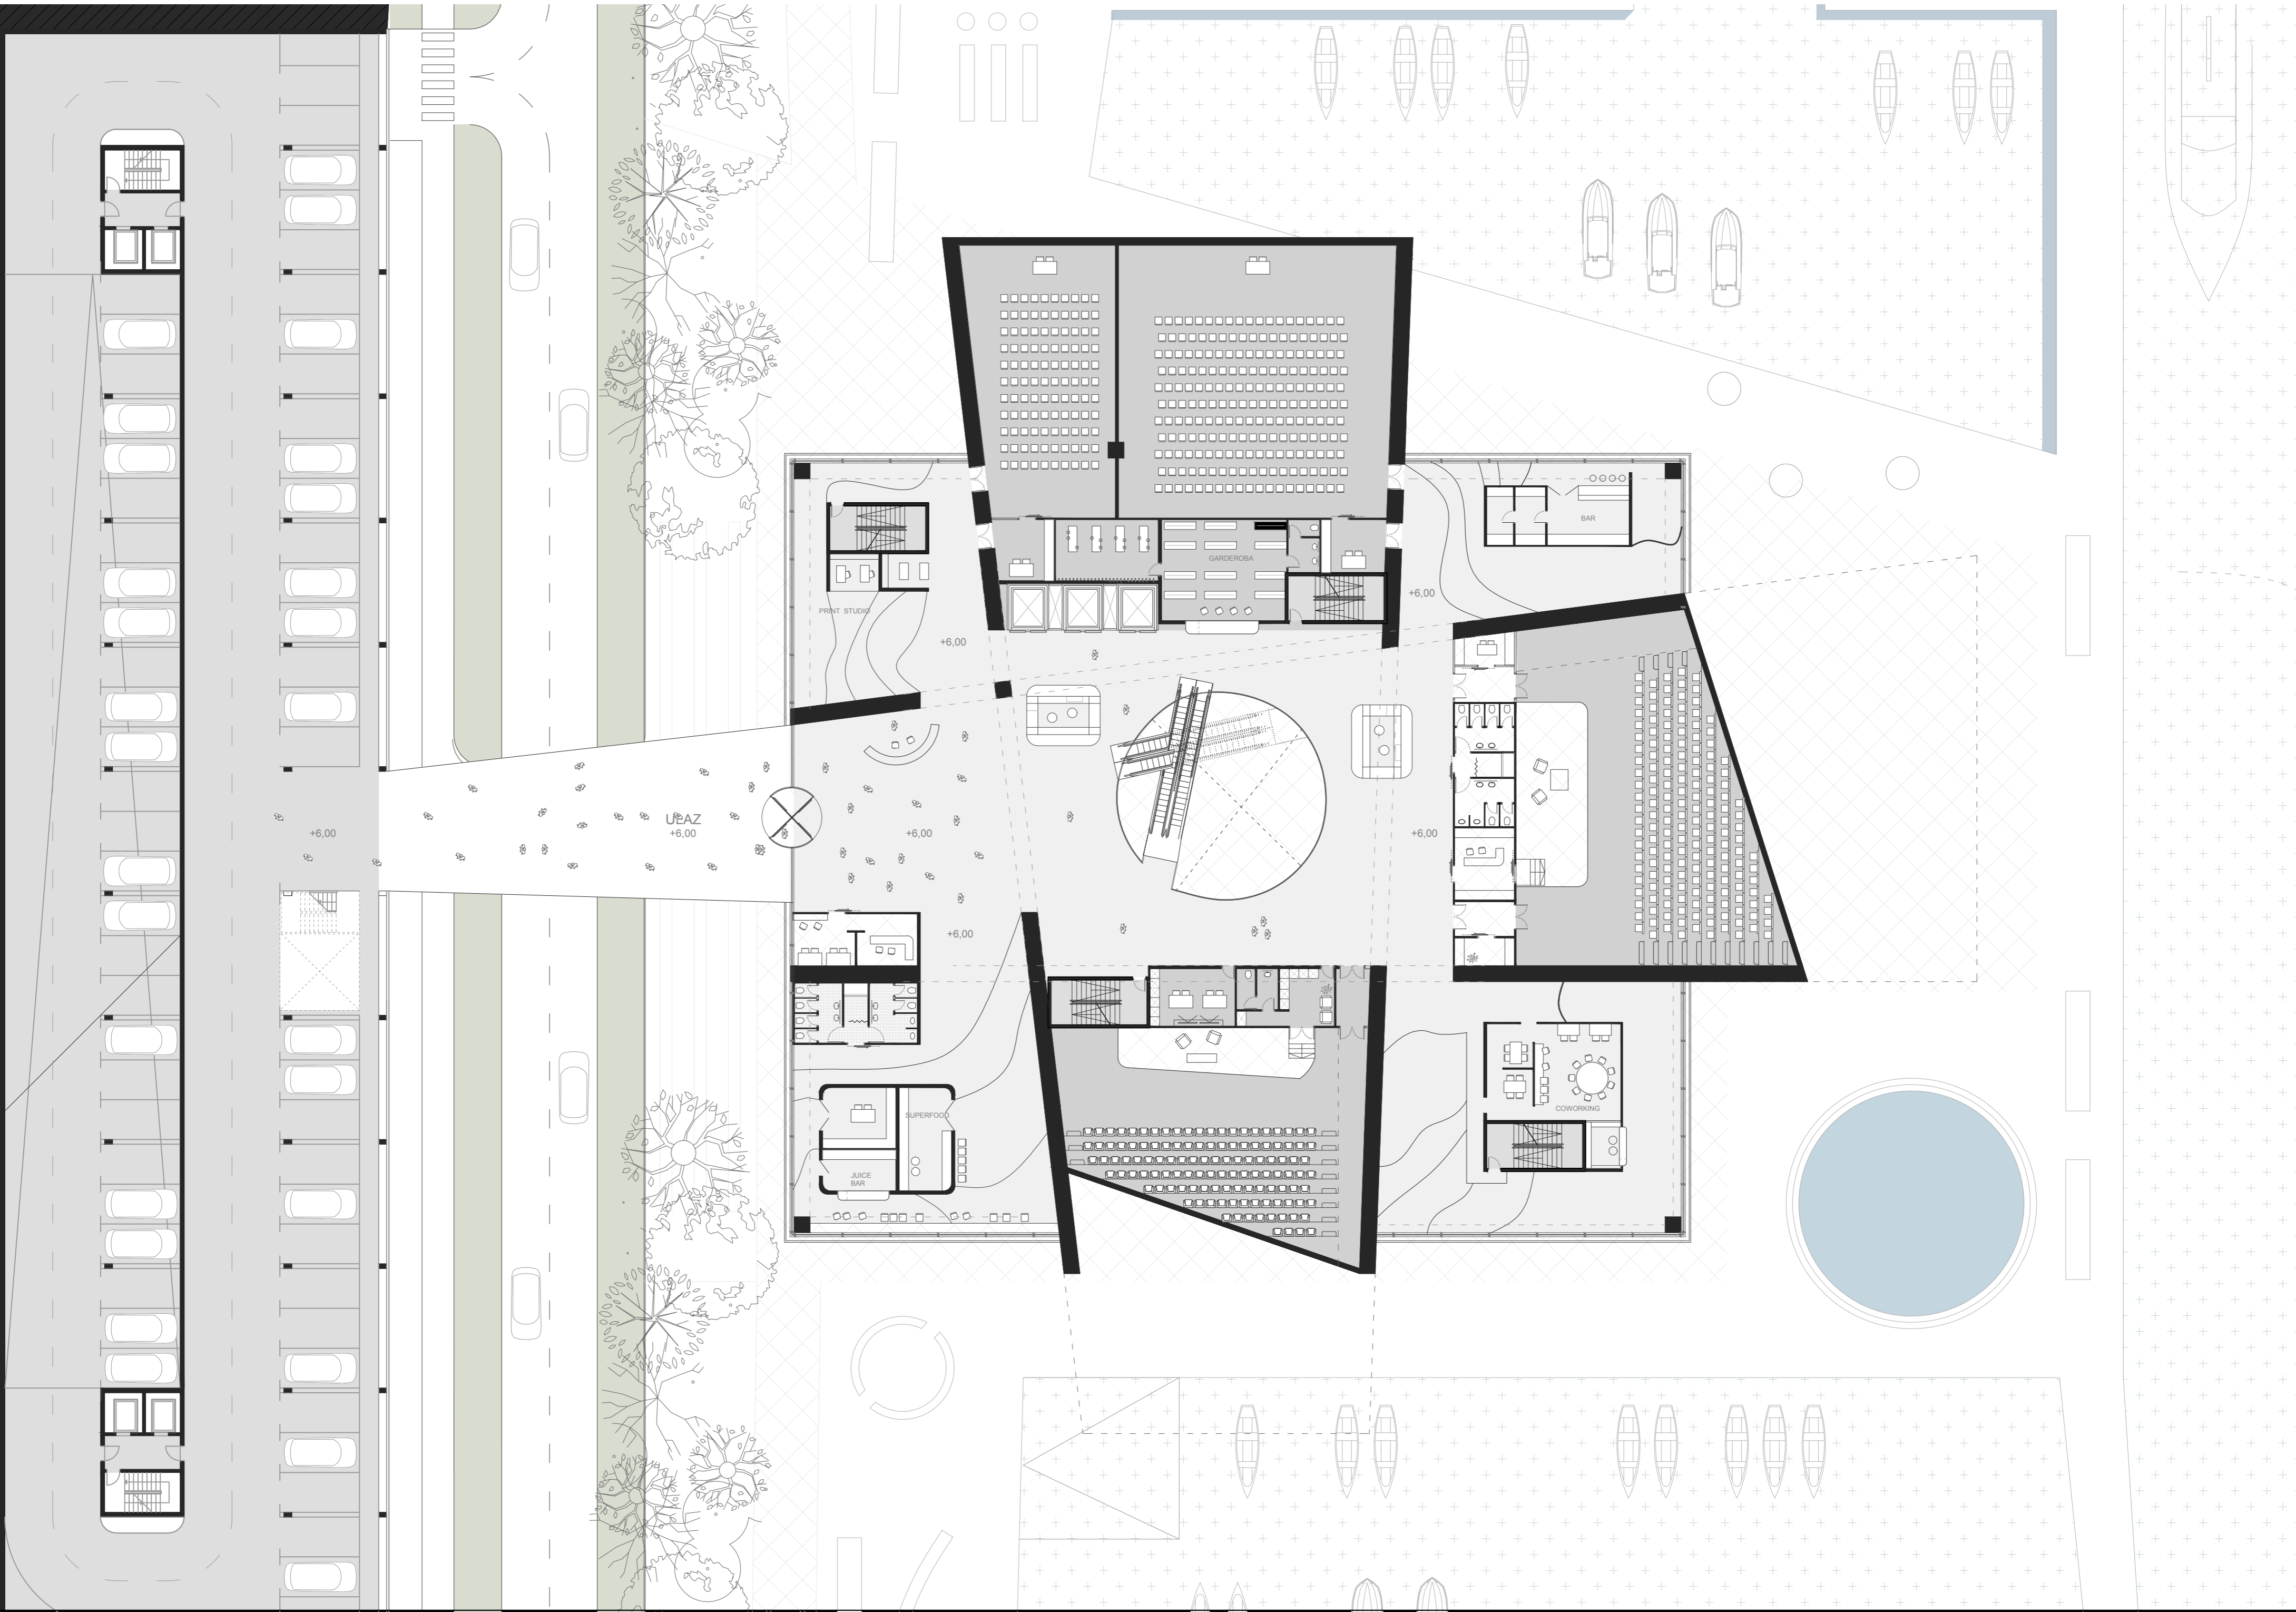 BAR
GARDEROBA
+6,00
PRINT STUDIO
+6,00
ULAZ
+6,00
+6,00
+6,00
+6,00
+6,00
COWORKING
SUPERFOOD
JUICE
BAR